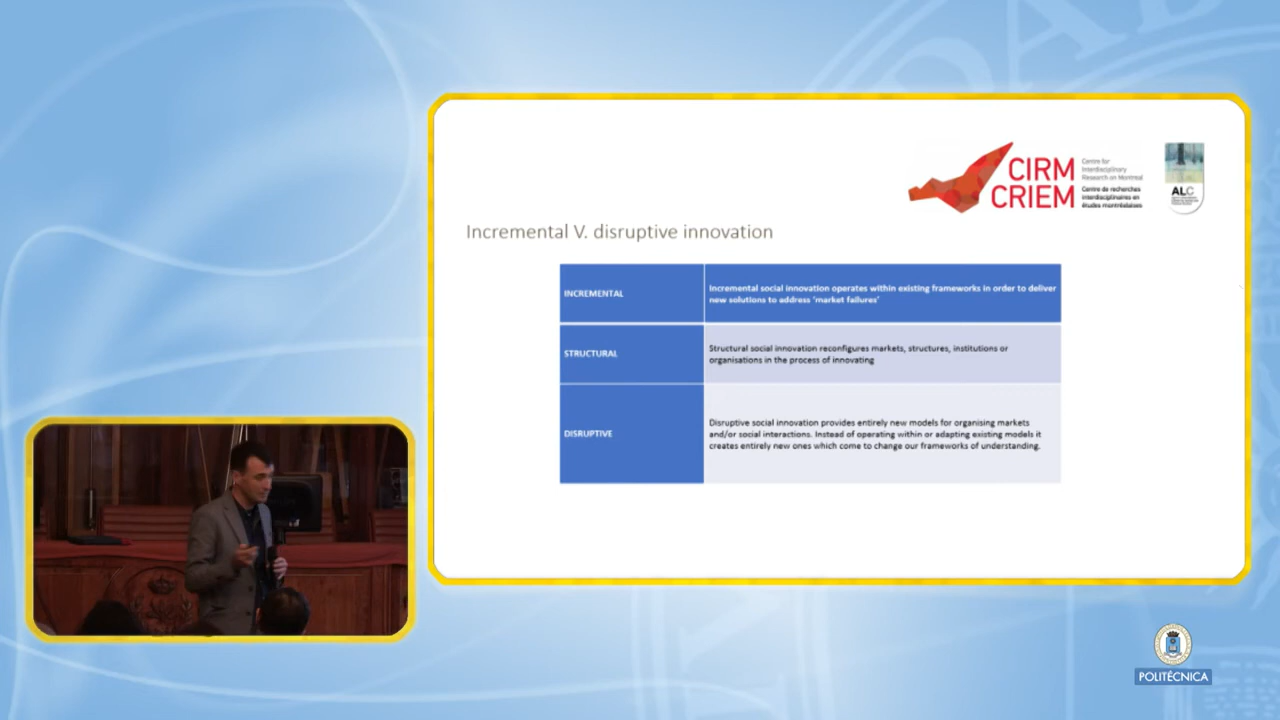 CIRM
CRIEM
Centre for
Interdisciplinary
Research on Montreal
Centre de recherches
interdisciplinaires en
études montréalaises
ALC
Incremental V. disruptive innovation
INCREMENTAL
Incremental social innovation operates within existing frameworks in order to deliver
new solutions to address 'market failures'
STRUCTURAL
Structural social innovation reconfigures markets, structures, institutions or
organisations in the process of innovating
DISRUPTIVE
Disruptive social innovation provides entirely new models for organising markets
and/or social interactions. Instead of operating within or adapting existing models it
creates entirely new ones which come to change our frameworks of understanding.
POLITÉCNICA